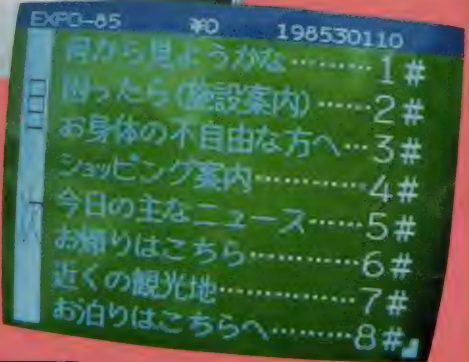 EXPO-85 ¥0 198530110
何から見ようかな………1#
困ったら(施設案内)……2#
お身体の不自由な方へ…3#
ショッピング案内…………4#
今日の主なニュース……5#
お帰りはこちら…………6#
近くの観光地……………7#
お泊りはこちらへ………8#